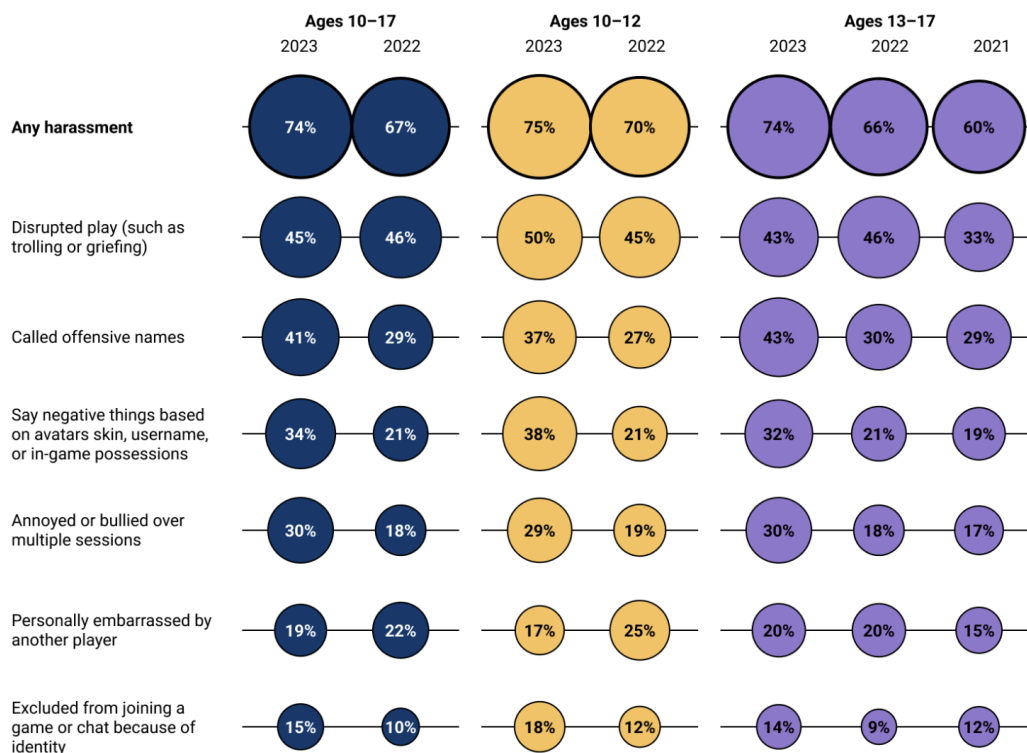 Ages 10–17 Ages 10–12 Ages 13–17
2023 2022 2023 2022 2023 2022 2021
Any harassment 74% 67% 75% 70% 74% 66% 60%
Disrupted play (such as
trolling or griefing) 45% 46% 50% 45% 43% 46% 33%
Called offensive names 41% 29% 37% 27% 43% 30% 29%
Say negative things based
on avatars skin, username, 34% 21% 38% 21% 32% 21% 19%
or in-game possessions
Annoyed or bullied over
multiple sessions 30% 18% 29% 19% 30% 18% 17%
Personally embarrassed by
another player 19% 22% 17% 25% 20% 20% 15%
Excluded from joining a
game or chat because of 15% 10% 18% 12% 14% 9% 12%
identity